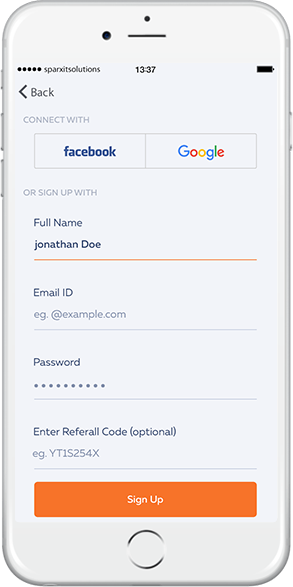 sparxitsolutions 13:37
Back
CONNECT WITH
facebook Google
OR SIGN UP WITH
Full Name
jonathan Doe
Email ID
eg. @example.com
Password
••••••••••
Enter Referall Code (optional)
eg. YT1S254X
Sign Up